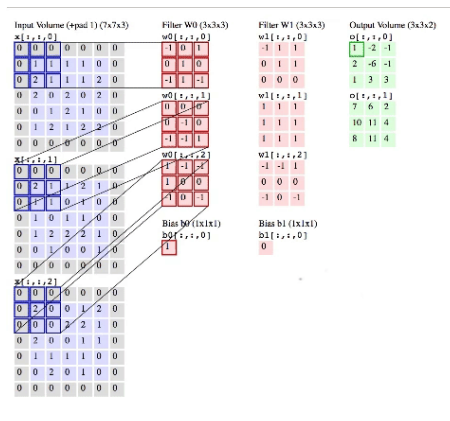 Input Volume (+pad 1) (7x7x3)
x[:,:,0]
0 0 0 0 0 0 0
0 1 1 1 1 0 0
0 2 1 1 1 2 0
0 2 0 2 0 2 0
0 0 1 2 1 0 0
0 1 2 1 2 2 0
0 0 0 0 0 0 0
x[:,:,1]
0 0 0 0 0 0 0
0 2 1 1 2 1 0
0 1 1 0 1 0 0
0 1 0 1 1 0 0
0 1 2 2 2 1 0
0 0 1 0 0 1 0
0 0 0 0 0 0 0
x[:,:,2]
0 0 0 0 0 0 0
0 2 0 0 1 2 0
0 0 0 2 2 1 0
0 2 0 0 1 1 0
0 1 1 1 1 0 0
0 0 2 0 1 0 0
0 0 0 0 0 0 0
Filter W0 (3x3x3)
w0[:,:,0]
-1 0 1
0 1 0
-1 1 -1
w0[:,:,1]
0 0 0
0 -1 0
-1 -1 1
w0[:,:,2]
1 -1 -1
1 0 0
-1 0 -1
Bias b0 (1x1x1)
b0[:,:,0]
1
Filter W1 (3x3x3)
w1[:,:,0]
-1 1 1
0 1 1
0 0 0
w1[:,:,1]
1 1 1
1 1 1
1 1 1
w1[:,:,2]
-1 -1 1
0 0 0
-1 0 -1
Bias b1 (1x1x1)
b1[:,:,0]
0
Output Volume (3x3x2)
o[:,:,0]
1 -2 -1
2 -6 -1
1 3 3
o[:,:,1]
7 6 2
10 11 4
8 11 4